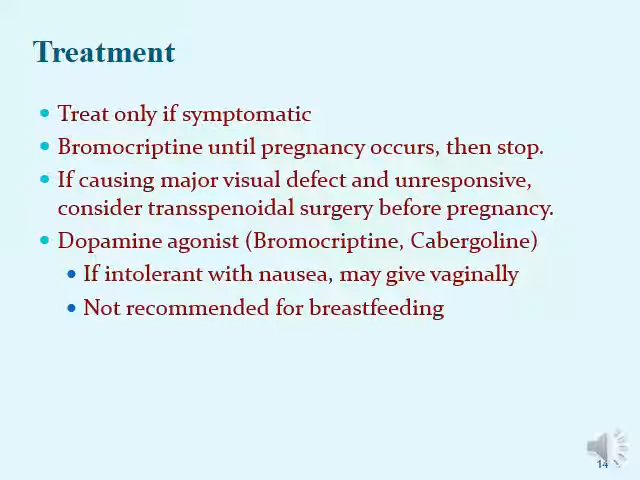 Treatment
• Treat only if symptomatic
• Bromocriptine until pregnancy occurs, then stop.
• If causing major visual defect and unresponsive,
consider transspenoidal surgery before pregnancy.
• Dopamine agonist (Bromocriptine, Cabergoline)
• If intolerant with nausea, may give vaginally
• Not recommended for breastfeeding
14